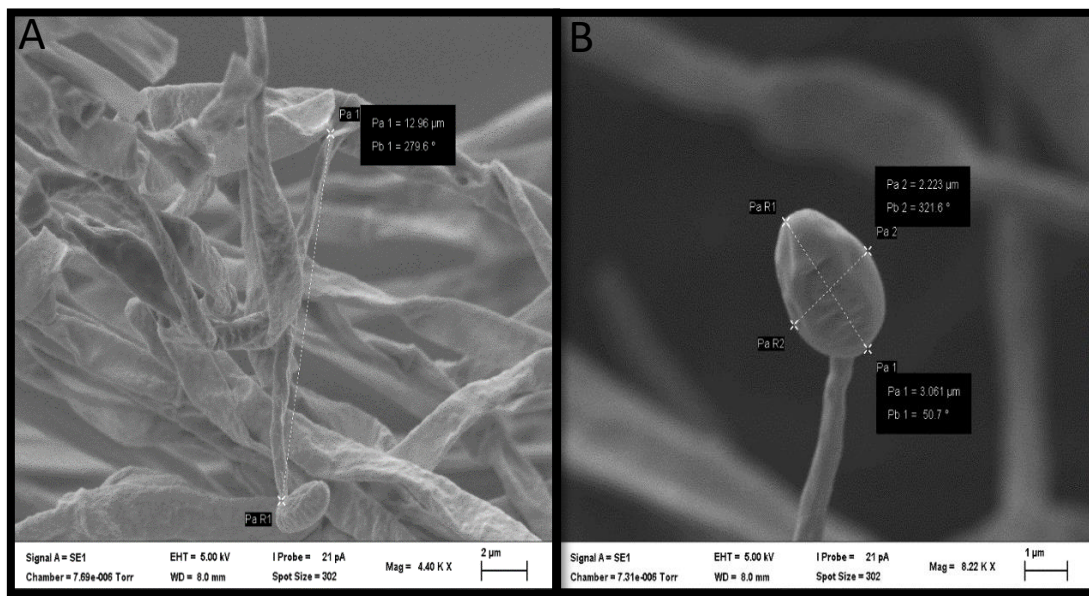 A
Pa 1
Pa 1 = 12.96 µm
Pb 1 = 279.6 °
Pa R1
Signal A = SE1
EHT = 5.00 kV
I Probe = 21 pA
Mag = 4.40 K X
2 µm
Chamber = 7.69e-006 Torr
WD = 8.0 mm
Spot Size = 302
B
Pa 2 = 2.223 µm
Pb 2 = 321.6 °
Pa R1
Pa 2
Pa R2
Pa 1
Pa 1 = 3.061 µm
Pb 1 = 50.7 °
Signal A = SE1
EHT = 5.00 kV
I Probe = 21 pA
Mag = 8.22 K X
1 µm
Chamber = 7.31e-006 Torr
WD = 8.0 mm
Spot Size = 302